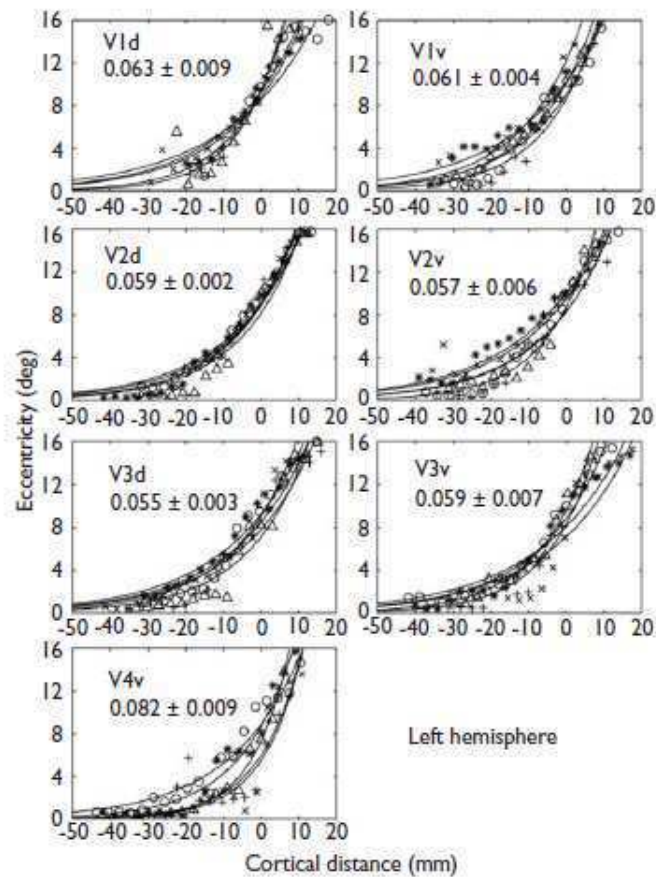 16
12
8
4
0
V1d
0.063 ± 0.009
-50 -40 -30 -20 -10 0 10 20
16
12
8
4
0
V1v
0.061 ± 0.004
-50 -40 -30 -20 -10 0 10 20
16
12
8
4
0
V2d
0.059 ± 0.002
-50 -40 -30 -20 -10 0 10 20
16
12
8
4
0
V2v
0.057 ± 0.006
-50 -40 -30 -20 -10 0 10 20
Eccentricity (deg)
16
12
8
4
0
V3d
0.055 ± 0.003
-50 -40 -30 -20 -10 0 10 20
16
12
8
4
0
V3v
0.059 ± 0.007
-50 -40 -30 -20 -10 0 10 20
16
12
8
4
0
V4v
0.082 ± 0.009
-50 -40 -30 -20 -10 0 10 20
Left hemisphere
Cortical distance (mm)